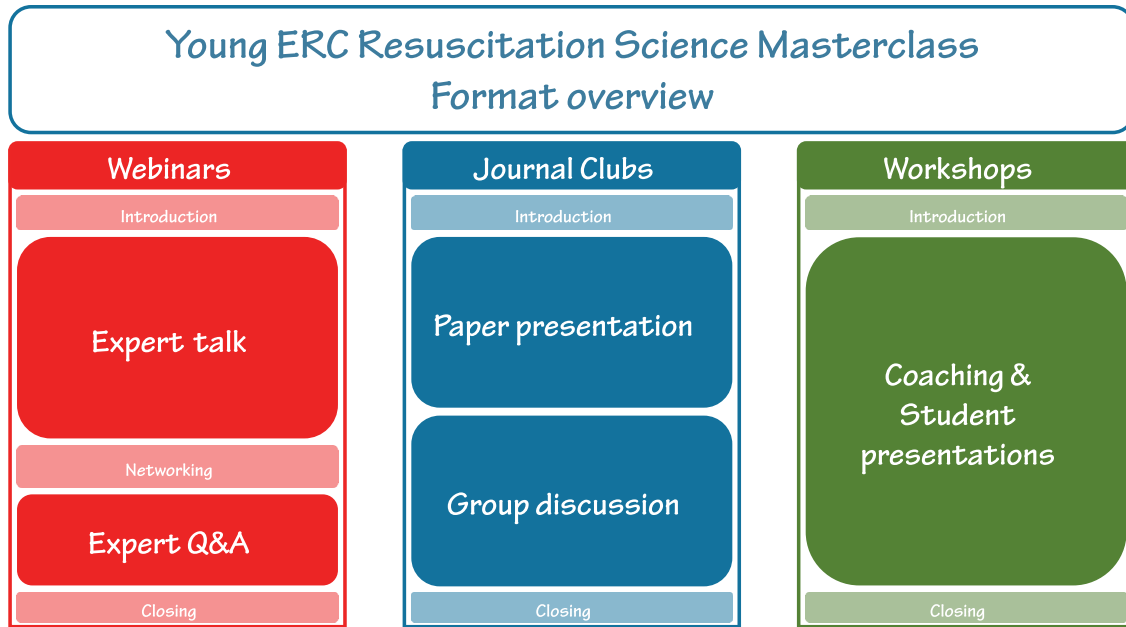 Young ERC Resuscitation Science Masterclass
Format overview
Webinars
Introduction
Expert talk
Networking
Expert Q&A
Closing
Journal Clubs
Introduction
Paper presentation
Group discussion
Closing
Workshops
Introduction
Coaching &
Student
presentations
Closing